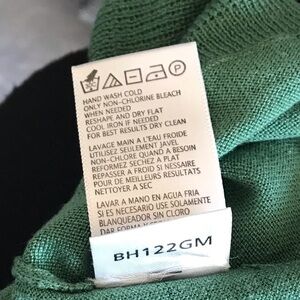 HAND WASH COLD
ONLY NON-CHLORINE BLEACH
WHEN NEEDED
RESHAPE AND DRY FLAT
COOL IRON IF NEEDED
FOR BEST RESULTS DRY CLEAN
LAVAGE MAIN A L'EAU FROIDE
UTILISEZ SEULEMENT JAVEL
NON-CHLORE QUAND A BESOIN
REFORMEZ SECHEZ A PLAT
REPASSER A FROID SI NESSAIRE
POUR DE MEILLEURS RESULTATS
NETTOYER A SEC
LAVAR A MANO EN AGUA FRIA
SI ES NECESARIO USE SOLAMENTE
BLANQUEADOR SIN CLORO
DAR FORMA Y
BH122GM